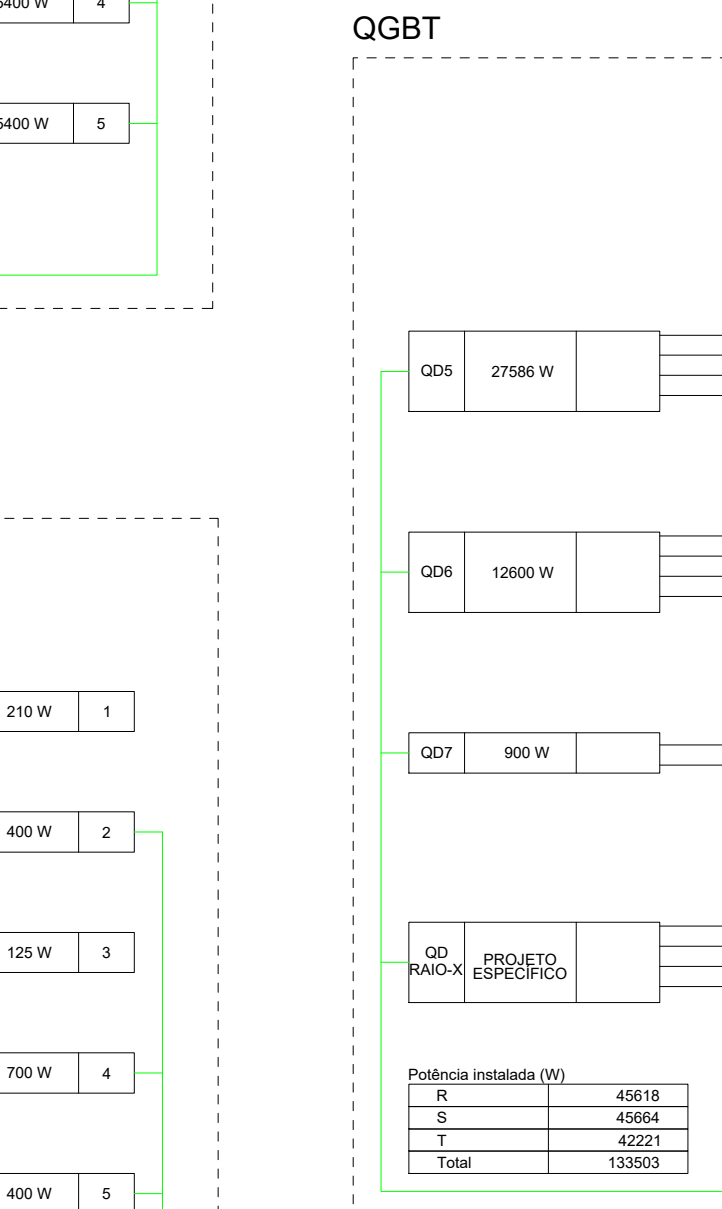 4
5400 W 5
210 W 1
400 W 2
125 W 3
700 W 4
400 W 5
QGBT
QD5 27586 W
QD6 12600 W
QD7 900 W
QD
RAIO-X
PROJETO
ESPECÍFICO
Potência instalada (W)
R 45618
S 45664
T 42221
Total 133503